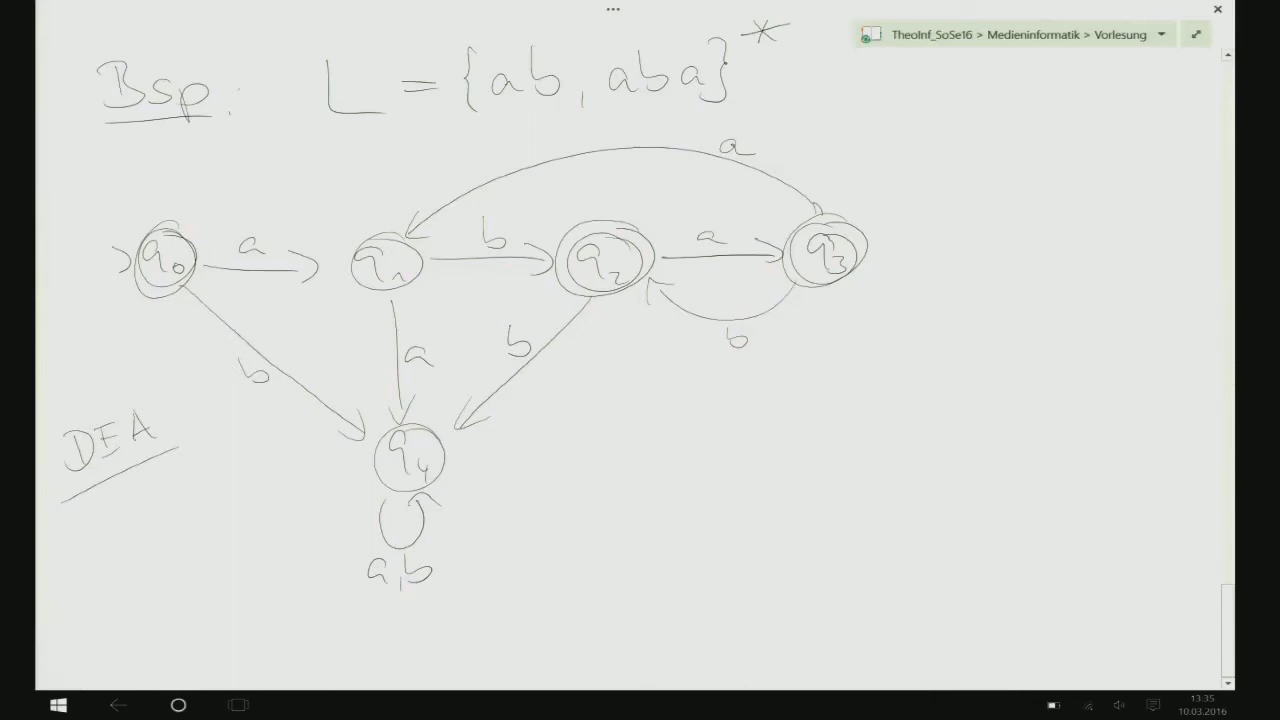 TheoInf_SoSe16 > Medieninformatik > Vorlesung
Bsp: L = {ab, aba}*
a
q0 a q1 b q2 a q3
b
b a b
DEA
q4
a,b
13:35
10.03.2016